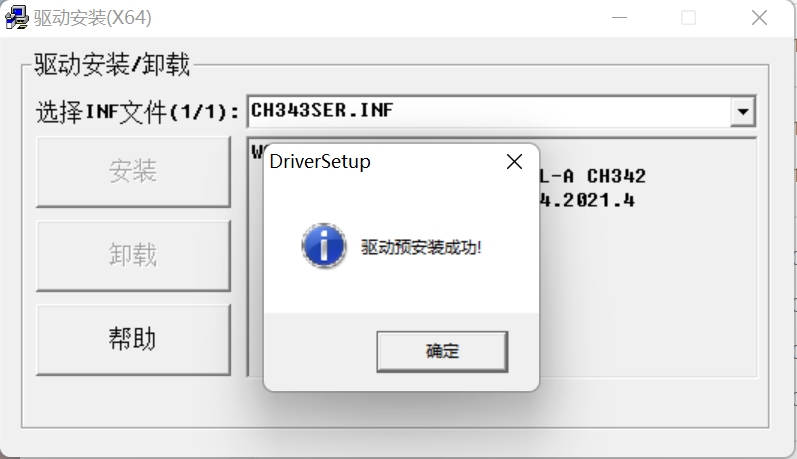 驱动安装(X64)
驱动安装/卸载
选择INF文件(1/1):
CH343SER.INF
安装
卸载
帮助
L-A CH342
4.2021.4
DriverSetup
驱动预安装成功!
确定